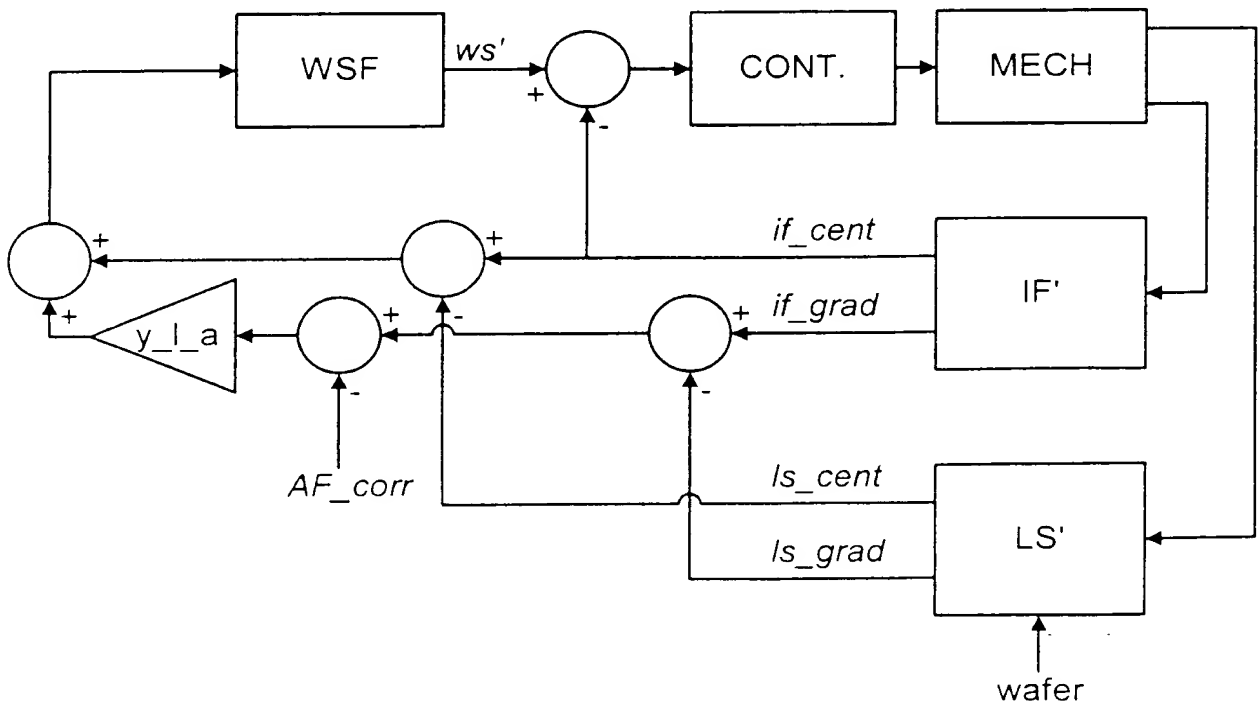 WSF
ws'
+
-
CONT.
MECH
+
+
-
if_cent
IF'
+
y_l_a
+
-
AF_corr
+
-
if_grad
ls_cent
ls_grad
LS'
wafer